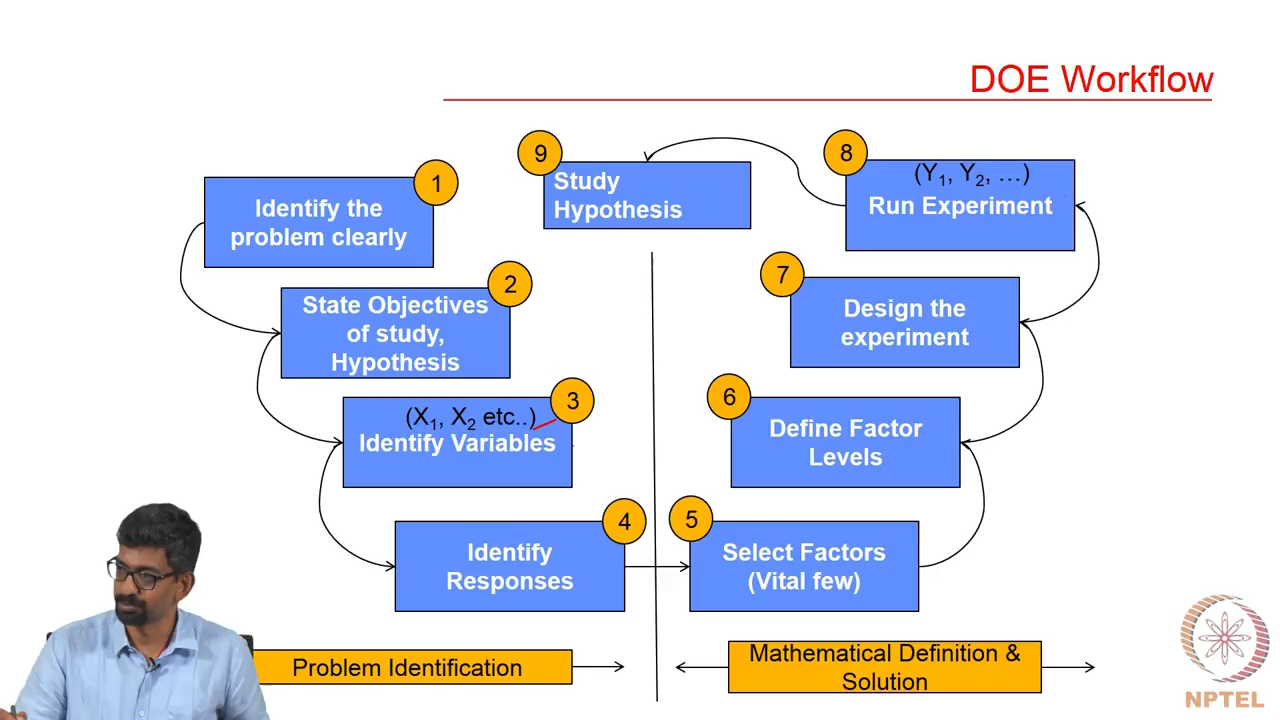 DOE Workflow
1
Identify the
problem clearly
2
State Objectives
of study,
Hypothesis
3
(X1, X2 etc..)
Identify Variables
4
Identify
Responses
5
Select Factors
(Vital few)
6
Define Factor
Levels
7
Design the
experiment
8
(Y1, Y2, …)
Run Experiment
9
Study
Hypothesis
Problem Identification
Mathematical Definition &
Solution
NPTEL